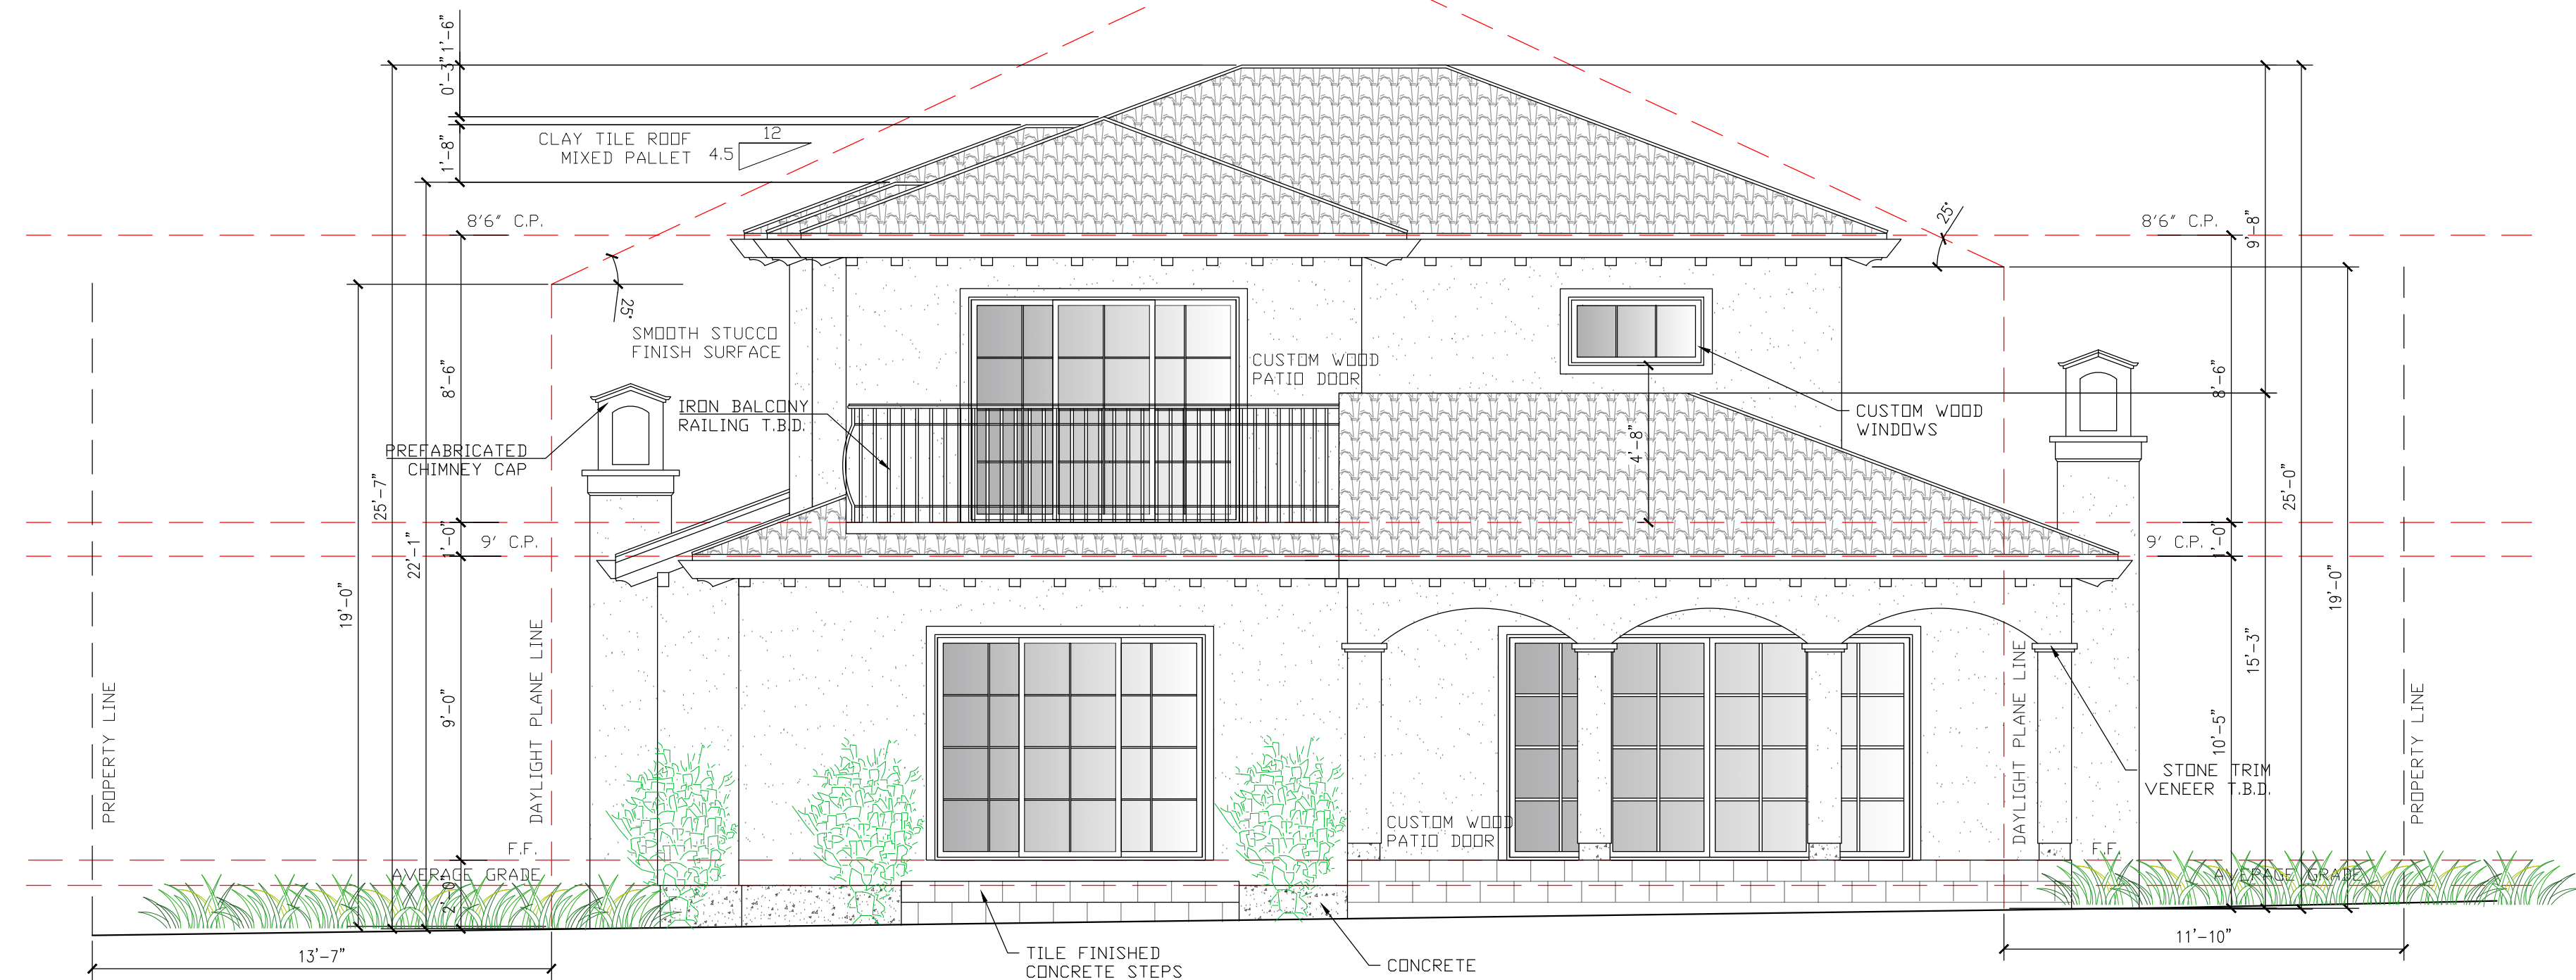 1'-6"
0'-3"
1'-8"
CLAY TILE ROOF
MIXED PALLET
12
4.5
8'6" C.P.
8'6" C.P.
25°
25°
9'-8"
SMOOTH STUCCO
FINISH SURFACE
CUSTOM WOOD
PATIO DOOR
8'-6"
8'-6"
IRON BALCONY
RAILING T.B.D.
CUSTOM WOOD
WINDOWS
PREFABRICATED
CHIMNEY CAP
4'-8"
25'-7"
25'-0"
22'-1"
1'-0"
9' C.P.
9' C.P.
1'-0"
19'-0"
19'-0"
15'-3"
9'-0"
10'-5"
PROPERTY LINE
DAYLIGHT PLANE LINE
DAYLIGHT PLANE LINE
PROPERTY LINE
STONE TRIM
VENEER T.B.D.
CUSTOM WOOD
PATIO DOOR
F.F.
F.F.
AVERAGE GRADE
AVERAGE GRADE
2'-0"
13'-7"
11'-10"
TILE FINISHED
CONCRETE STEPS
CONCRETE